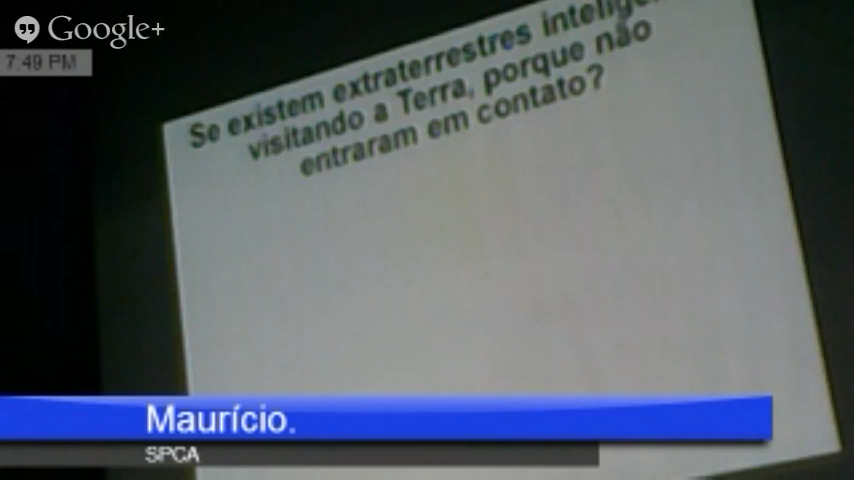 Google+
7:49 PM
Se existem extraterrestres
visitando a Terra, porque não
entraram em contato?
Maurício.
SPCA